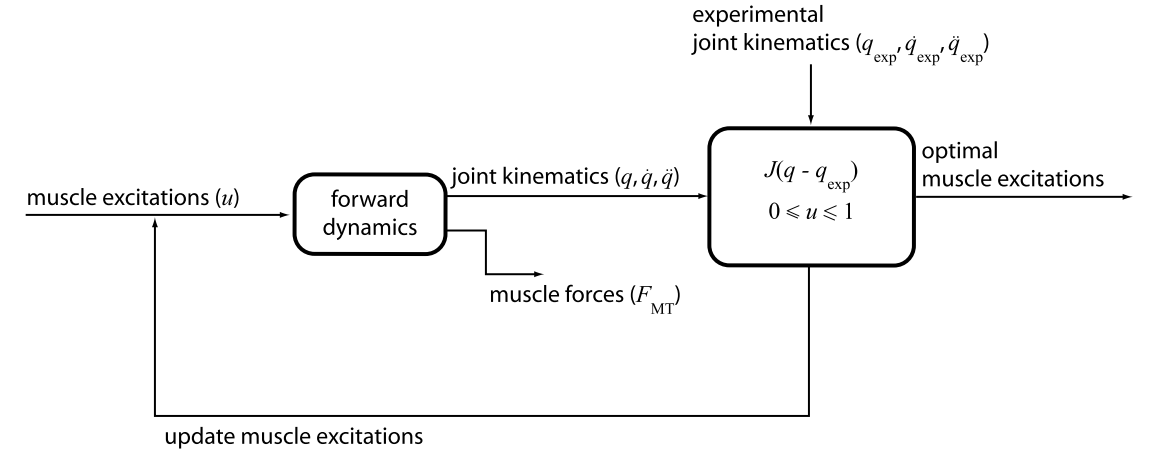 experimental
joint kinematics (q_exp, q̇_exp, q̈_exp)
optimal
muscle excitations
J(q - q_exp)
0 ⩽ u ⩽ 1
joint kinematics (q, q̇, q̈)
muscle excitations (u)
forward
dynamics
muscle forces (F_MT)
update muscle excitations